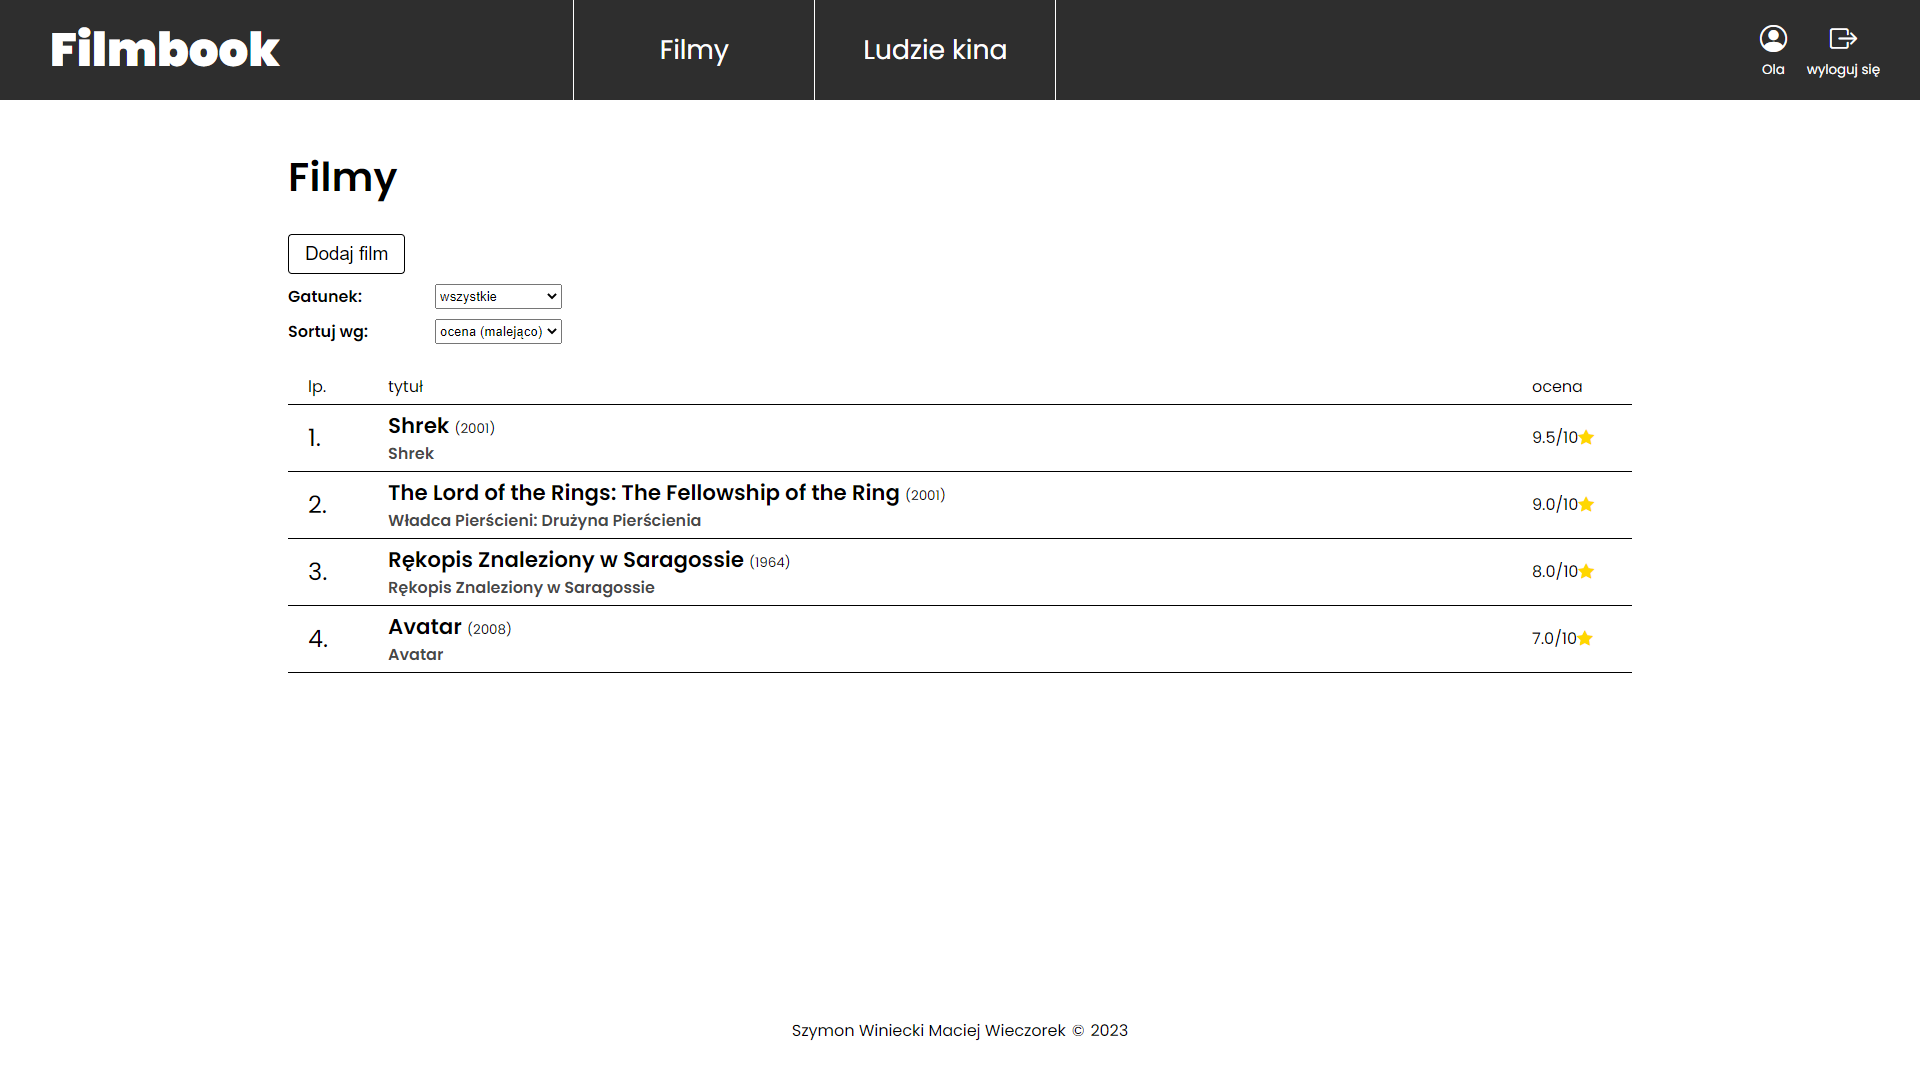 Filmbook
Filmy
Ludzie kina
Ola
wyloguj się
Filmy
Dodaj film
Gatunek: wszystkie
Sortuj wg: ocena (malejąco)
lp. tytuł ocena
1. Shrek (2001) 9.5/10
Shrek
2. The Lord of the Rings: The Fellowship of the Ring (2001) 9.0/10
Władca Pierścieni: Drużyna Pierścienia
3. Rękopis Znaleziony w Saragossie (1964) 8.0/10
Rękopis Znaleziony w Saragossie
4. Avatar (2008) 7.0/10
Avatar
Szymon Winiecki Maciej Wieczorek © 2023